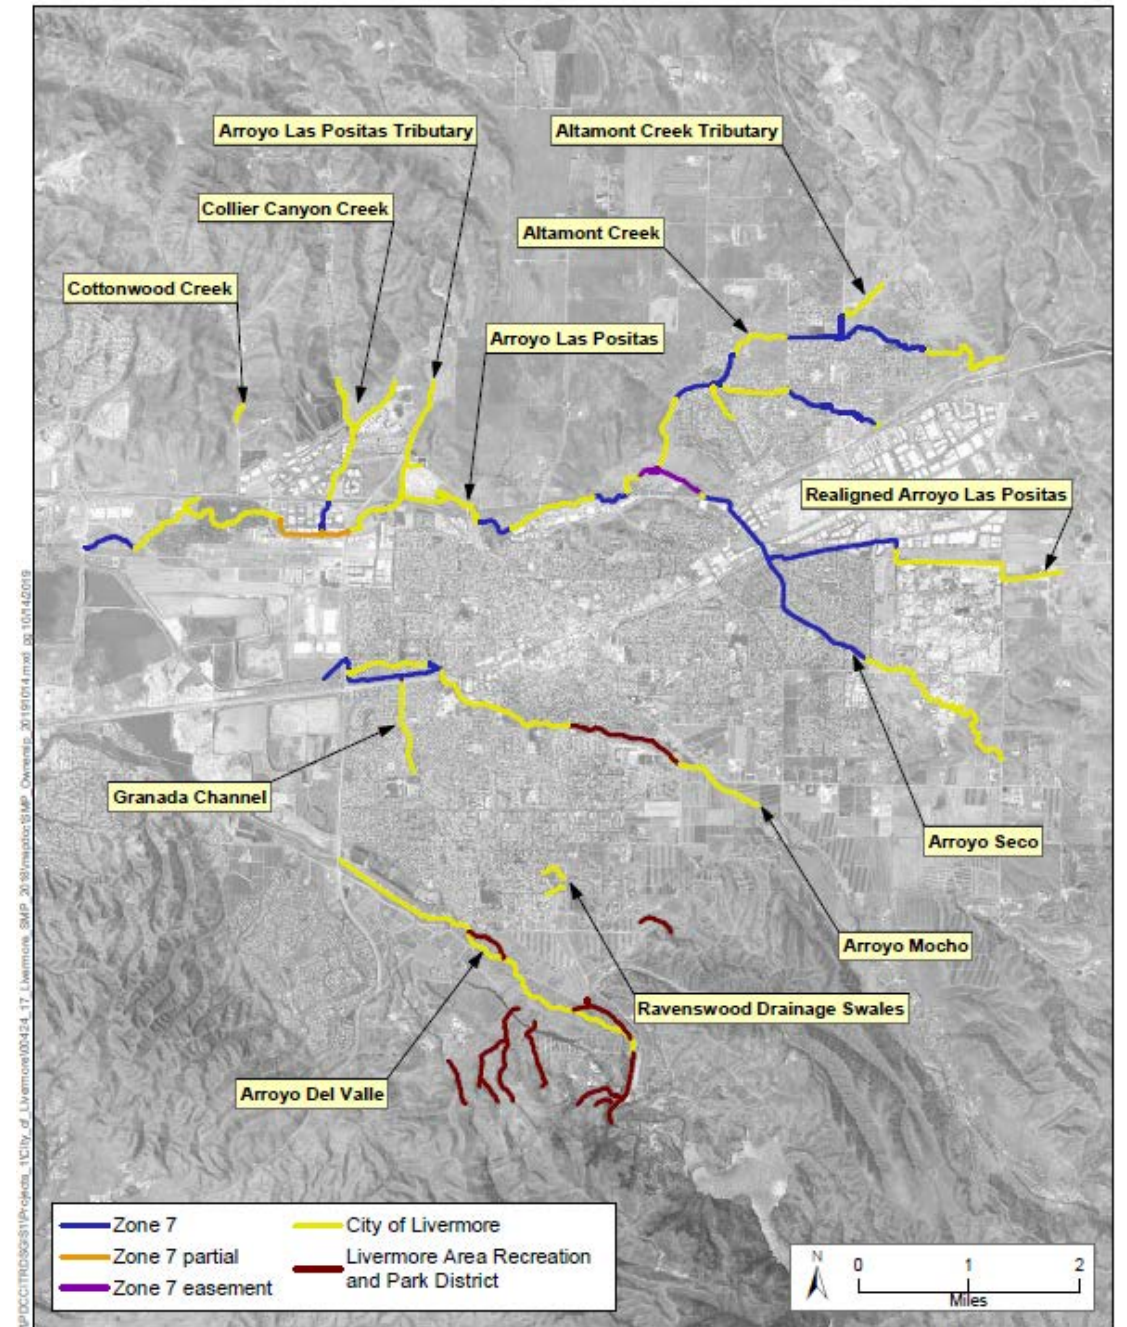 Arroyo Las Positas Tributary
Altamont Creek Tributary
Collier Canyon Creek
Altamont Creek
Cottonwood Creek
Arroyo Las Positas
Realigned Arroyo Las Positas
Granada Channel
Arroyo Seco
Arroyo Mocho
Ravenswood Drainage Swales
Arroyo Del Valle
Zone 7
Zone 7 partial
Zone 7 easement
City of Livermore
Livermore Area Recreation
and Park District
N
0 1 2
Miles